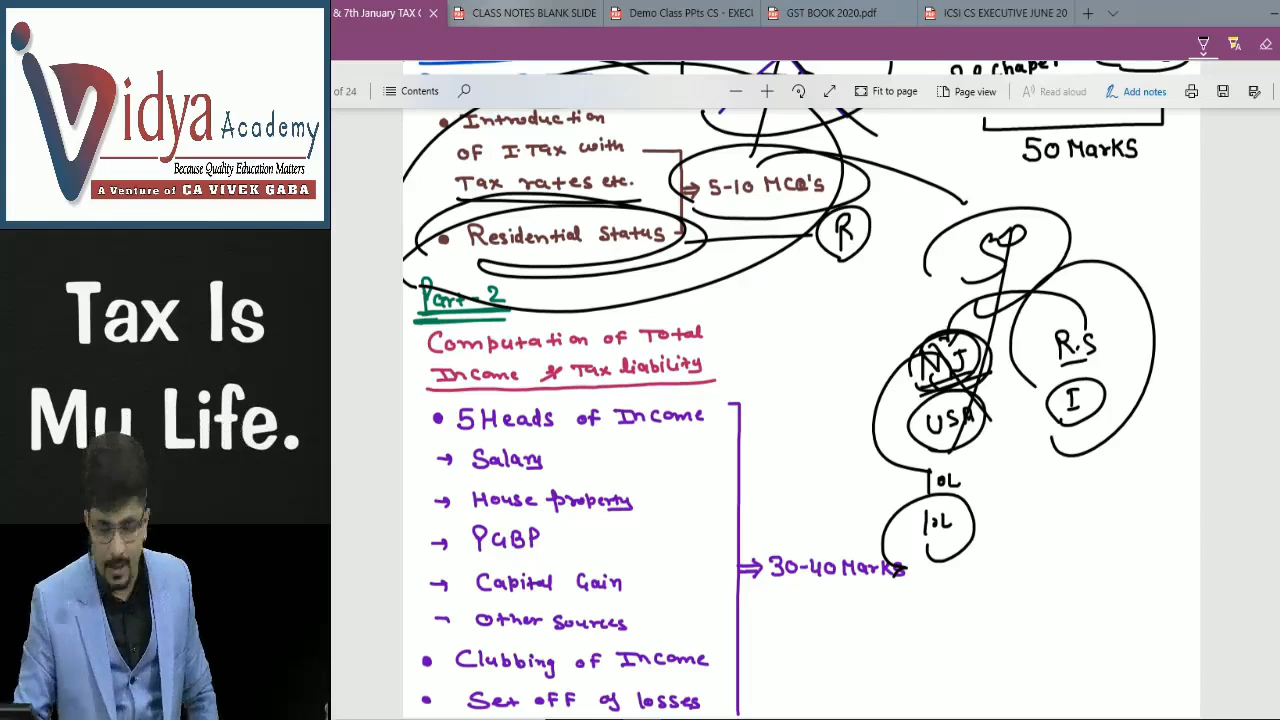 Vidya Academy
Because Quality Education Matters
A Venture of CA VIVEK GABA
Tax Is
My Life.
& 7th January TAX C
CLASS NOTES BLANK SLIDE
Demo Class PPts CS - EXECU
GST BOOK 2020.pdf
ICSI CS EXECUTIVE JUNE 20
of 24
Contents
Fit to page
Page view
Read aloud
Add notes
50 Marks
Introduction
of I.Tax with
Tax rates etc.
5-10 MCQ's
Residential Status
R
Part-2
Computation of Total
Income & Tax liability
5 Heads of Income
Salary
House property
PGBP
Capital Gain
Other Sources
30-40 Marks
Clubbing of Income
Set off of losses
NJ
USA
R.S
I
10L
10L